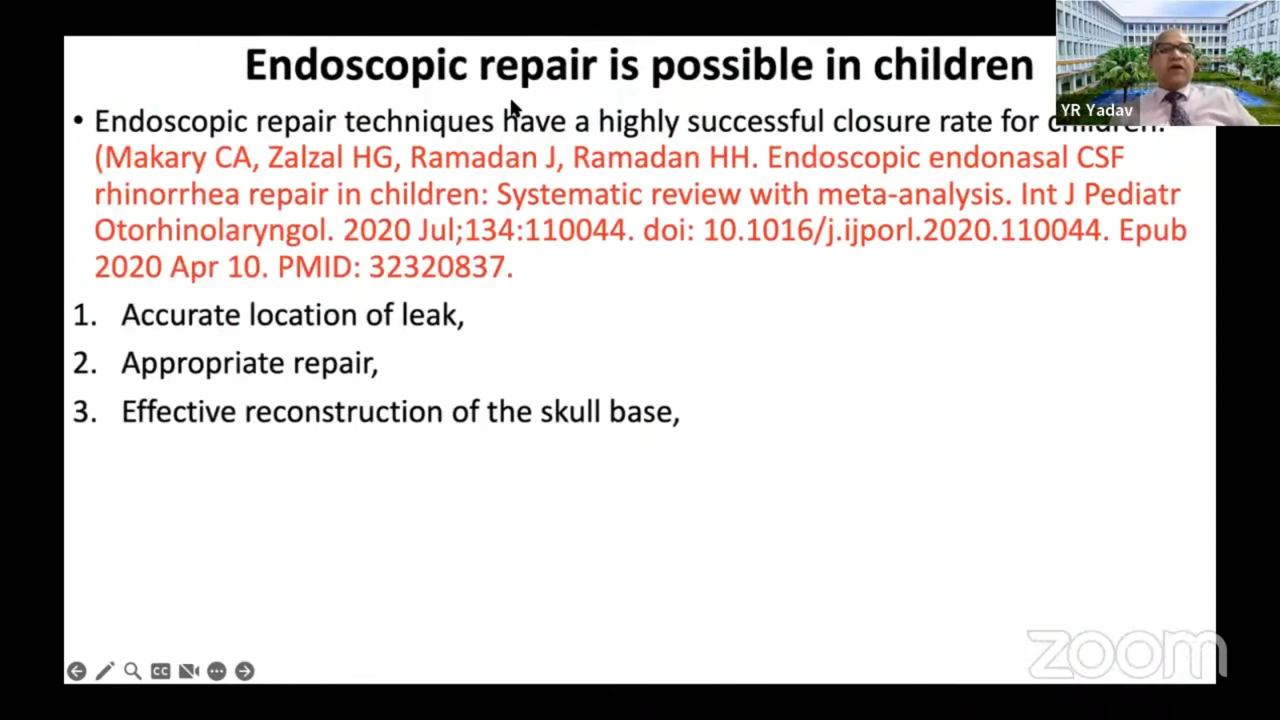 Endoscopic repair is possible in children
• Endoscopic repair techniques have a highly successful closure rate for children.
(Makary CA, Zalzal HG, Ramadan J, Ramadan HH. Endoscopic endonasal CSF
rhinorrhea repair in children: Systematic review with meta-analysis. Int J Pediatr
Otorhinolaryngol. 2020 Jul;134:110044. doi: 10.1016/j.ijporl.2020.110044. Epub
2020 Apr 10. PMID: 32320837.
1. Accurate location of leak,
2. Appropriate repair,
3. Effective reconstruction of the skull base,
YR Yadav
CC
zoom